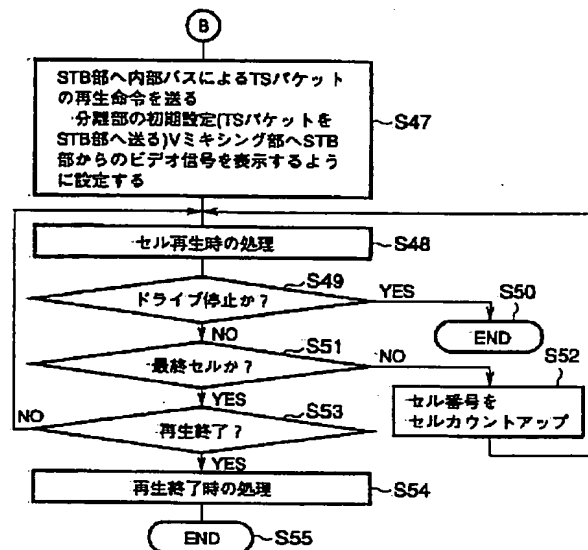 B
STB部へ内部バスによるTSパケット
の再生命令を送る
分離部の初期設定(TSパケットを
STB部へ送る)Vミキシング部へSTB
部からのビデオ信号を表示するよう
に設定する
S47
セル再生時の処理
S48
ドライブ停止か?
S49
YES
S50
END
NO
最終セルか?
S51
NO
S52
セル番号を
セルカウントアップ
YES
再生終了?
S53
NO
YES
再生終了時の処理
S54
END
S55